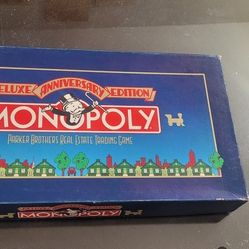 DELUXE ANNIVERSARY EDITION
MONOPOLY
PARKER BROTHERS REAL ESTATE TRADING GAME
MONOPOLY